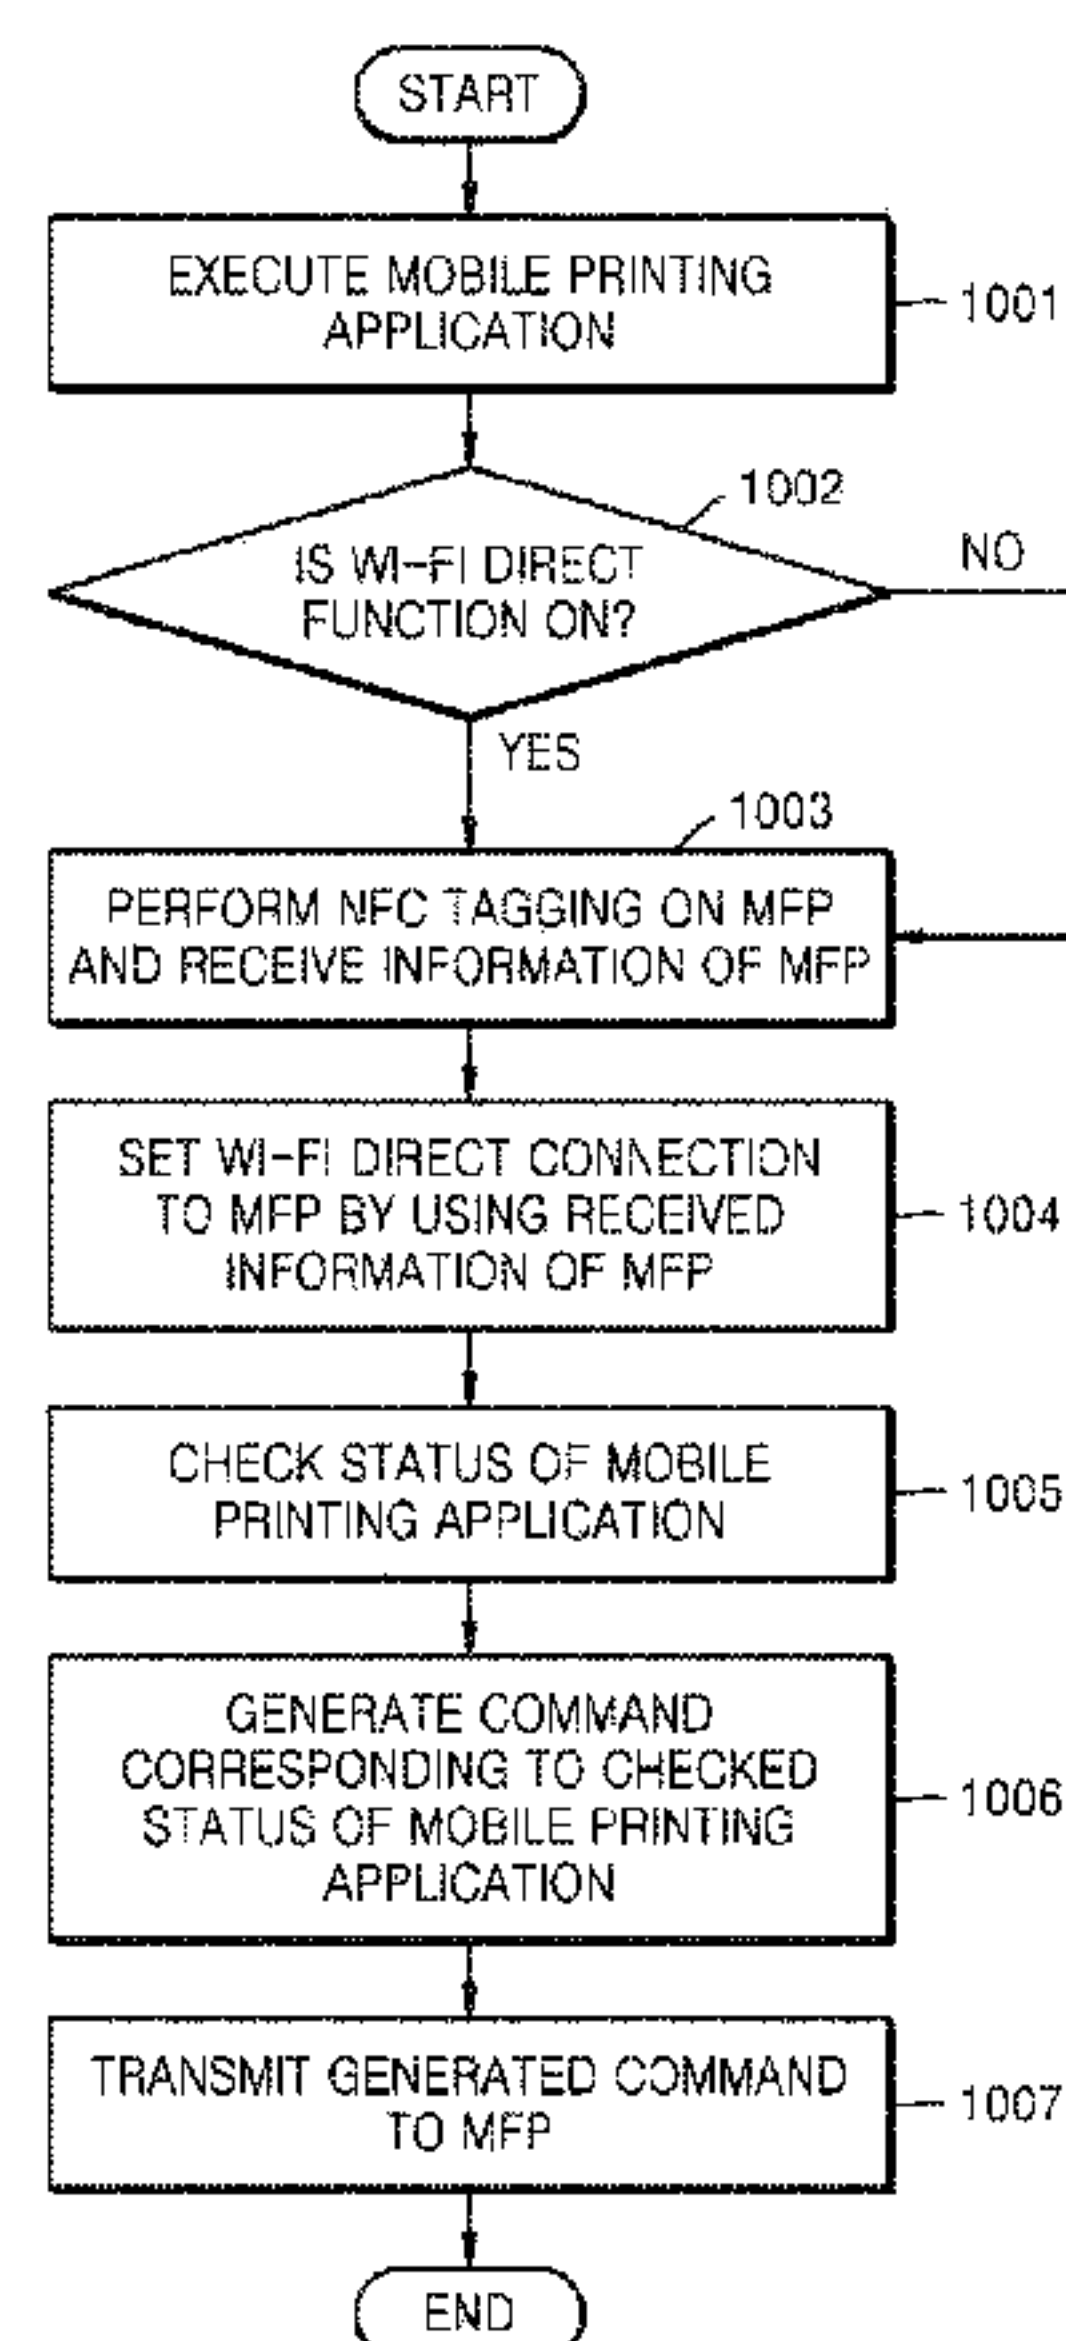 START
EXECUTE MOBILE PRINTING
APPLICATION
1001
1002
IS WI-FI DIRECT
FUNCTION ON?
NO
YES
1003
PERFORM NFC TAGGING ON MFP
AND RECEIVE INFORMATION OF MFP
SET WI-FI DIRECT CONNECTION
TO MFP BY USING RECEIVED
INFORMATION OF MFP
1004
CHECK STATUS OF MOBILE
PRINTING APPLICATION
1005
GENERATE COMMAND
CORRESPONDING TO CHECKED
STATUS OF MOBILE PRINTING
APPLICATION
1006
TRANSMIT GENERATED COMMAND
TO MFP
1007
END